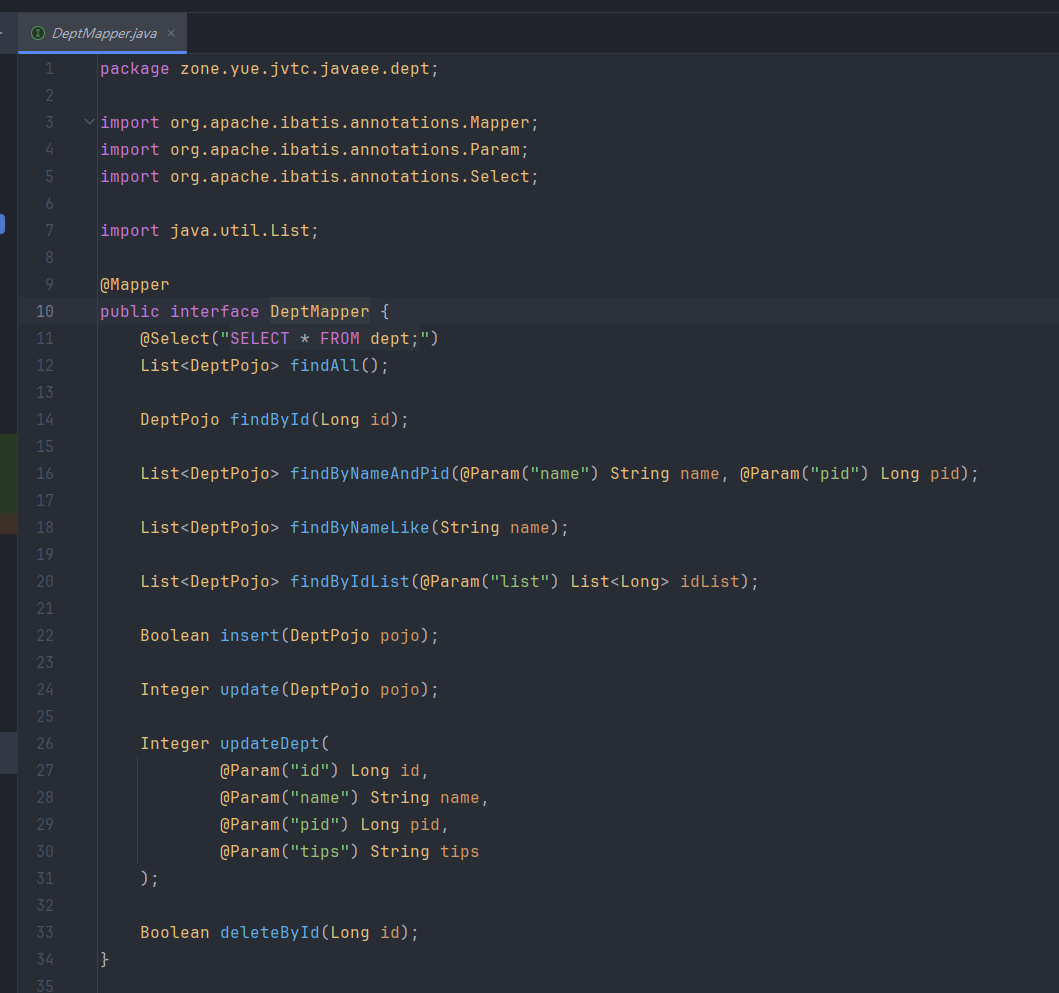 DeptMapper.java
1 package zone.yue.jvtc.javaee.dept;
2
3 import org.apache.ibatis.annotations.Mapper;
4 import org.apache.ibatis.annotations.Param;
5 import org.apache.ibatis.annotations.Select;
6
7 import java.util.List;
8
9 @Mapper
10 public interface DeptMapper {
11     @Select("SELECT * FROM dept;")
12     List<DeptPojo> findAll();
13
14     DeptPojo findById(Long id);
15
16     List<DeptPojo> findByNameAndPid(@Param("name") String name, @Param("pid") Long pid);
17
18     List<DeptPojo> findByNameLike(String name);
19
20     List<DeptPojo> findByIdList(@Param("list") List<Long> idList);
21
22     Boolean insert(DeptPojo pojo);
23
24     Integer update(DeptPojo pojo);
25
26     Integer updateDept(
27             @Param("id") Long id,
28             @Param("name") String name,
29             @Param("pid") Long pid,
30             @Param("tips") String tips
31     );
32
33     Boolean deleteById(Long id);
34 }
35